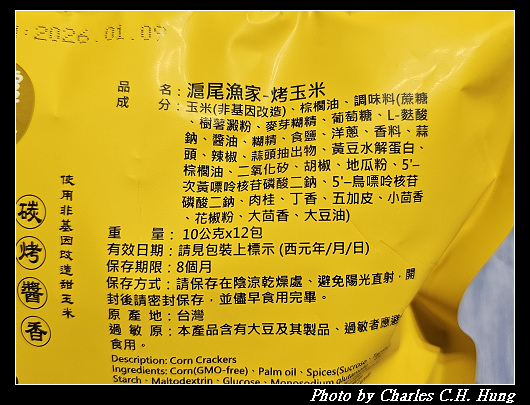 2026.01.09
品 名：滬尾漁家-烤玉米
成 分：玉米(非基因改造)、棕櫚油、調味料(蔗糖
、樹薯澱粉、麥芽糊精、葡萄糖、L-麩酸
鈉、醬油、糊精、食鹽、洋蔥、香料、蒜
頭、辣椒、蒜頭抽出物、黃豆水解蛋白、
棕櫚油、二氧化矽、胡椒、地瓜粉、5'–
次黃嘌呤核苷磷酸二鈉、5'–鳥嘌呤核苷
磷酸二鈉、肉桂、丁香、五加皮、小茴香
、花椒粉、大茴香、大豆油)
重 量：10公克x12包
有效日期：請見包裝上標示 (西元年/月/日)
保存期限：8個月
保存方式：請保存在陰涼乾燥處、避免陽光直射，開
封後請密封保存，並儘早食用完畢。
原 產 地：台灣
過 敏 原：本產品含有大豆及其製品、過敏者應避
食用。
Description: Corn Crackers
Ingredients: Corn(GMO-free)、Palm oil、Spices(Sucrose、
Starch、Maltodextrin、Glucose、Monosodium
使用非基因改造甜玉米
碳烤醬香
Photo by Charles C.H. Hung